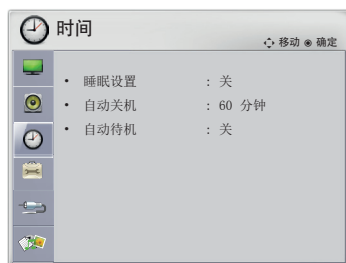 时间
移动 确定
• 睡眠设置 : 关
• 自动关机 : 60 分钟
• 自动待机 : 关